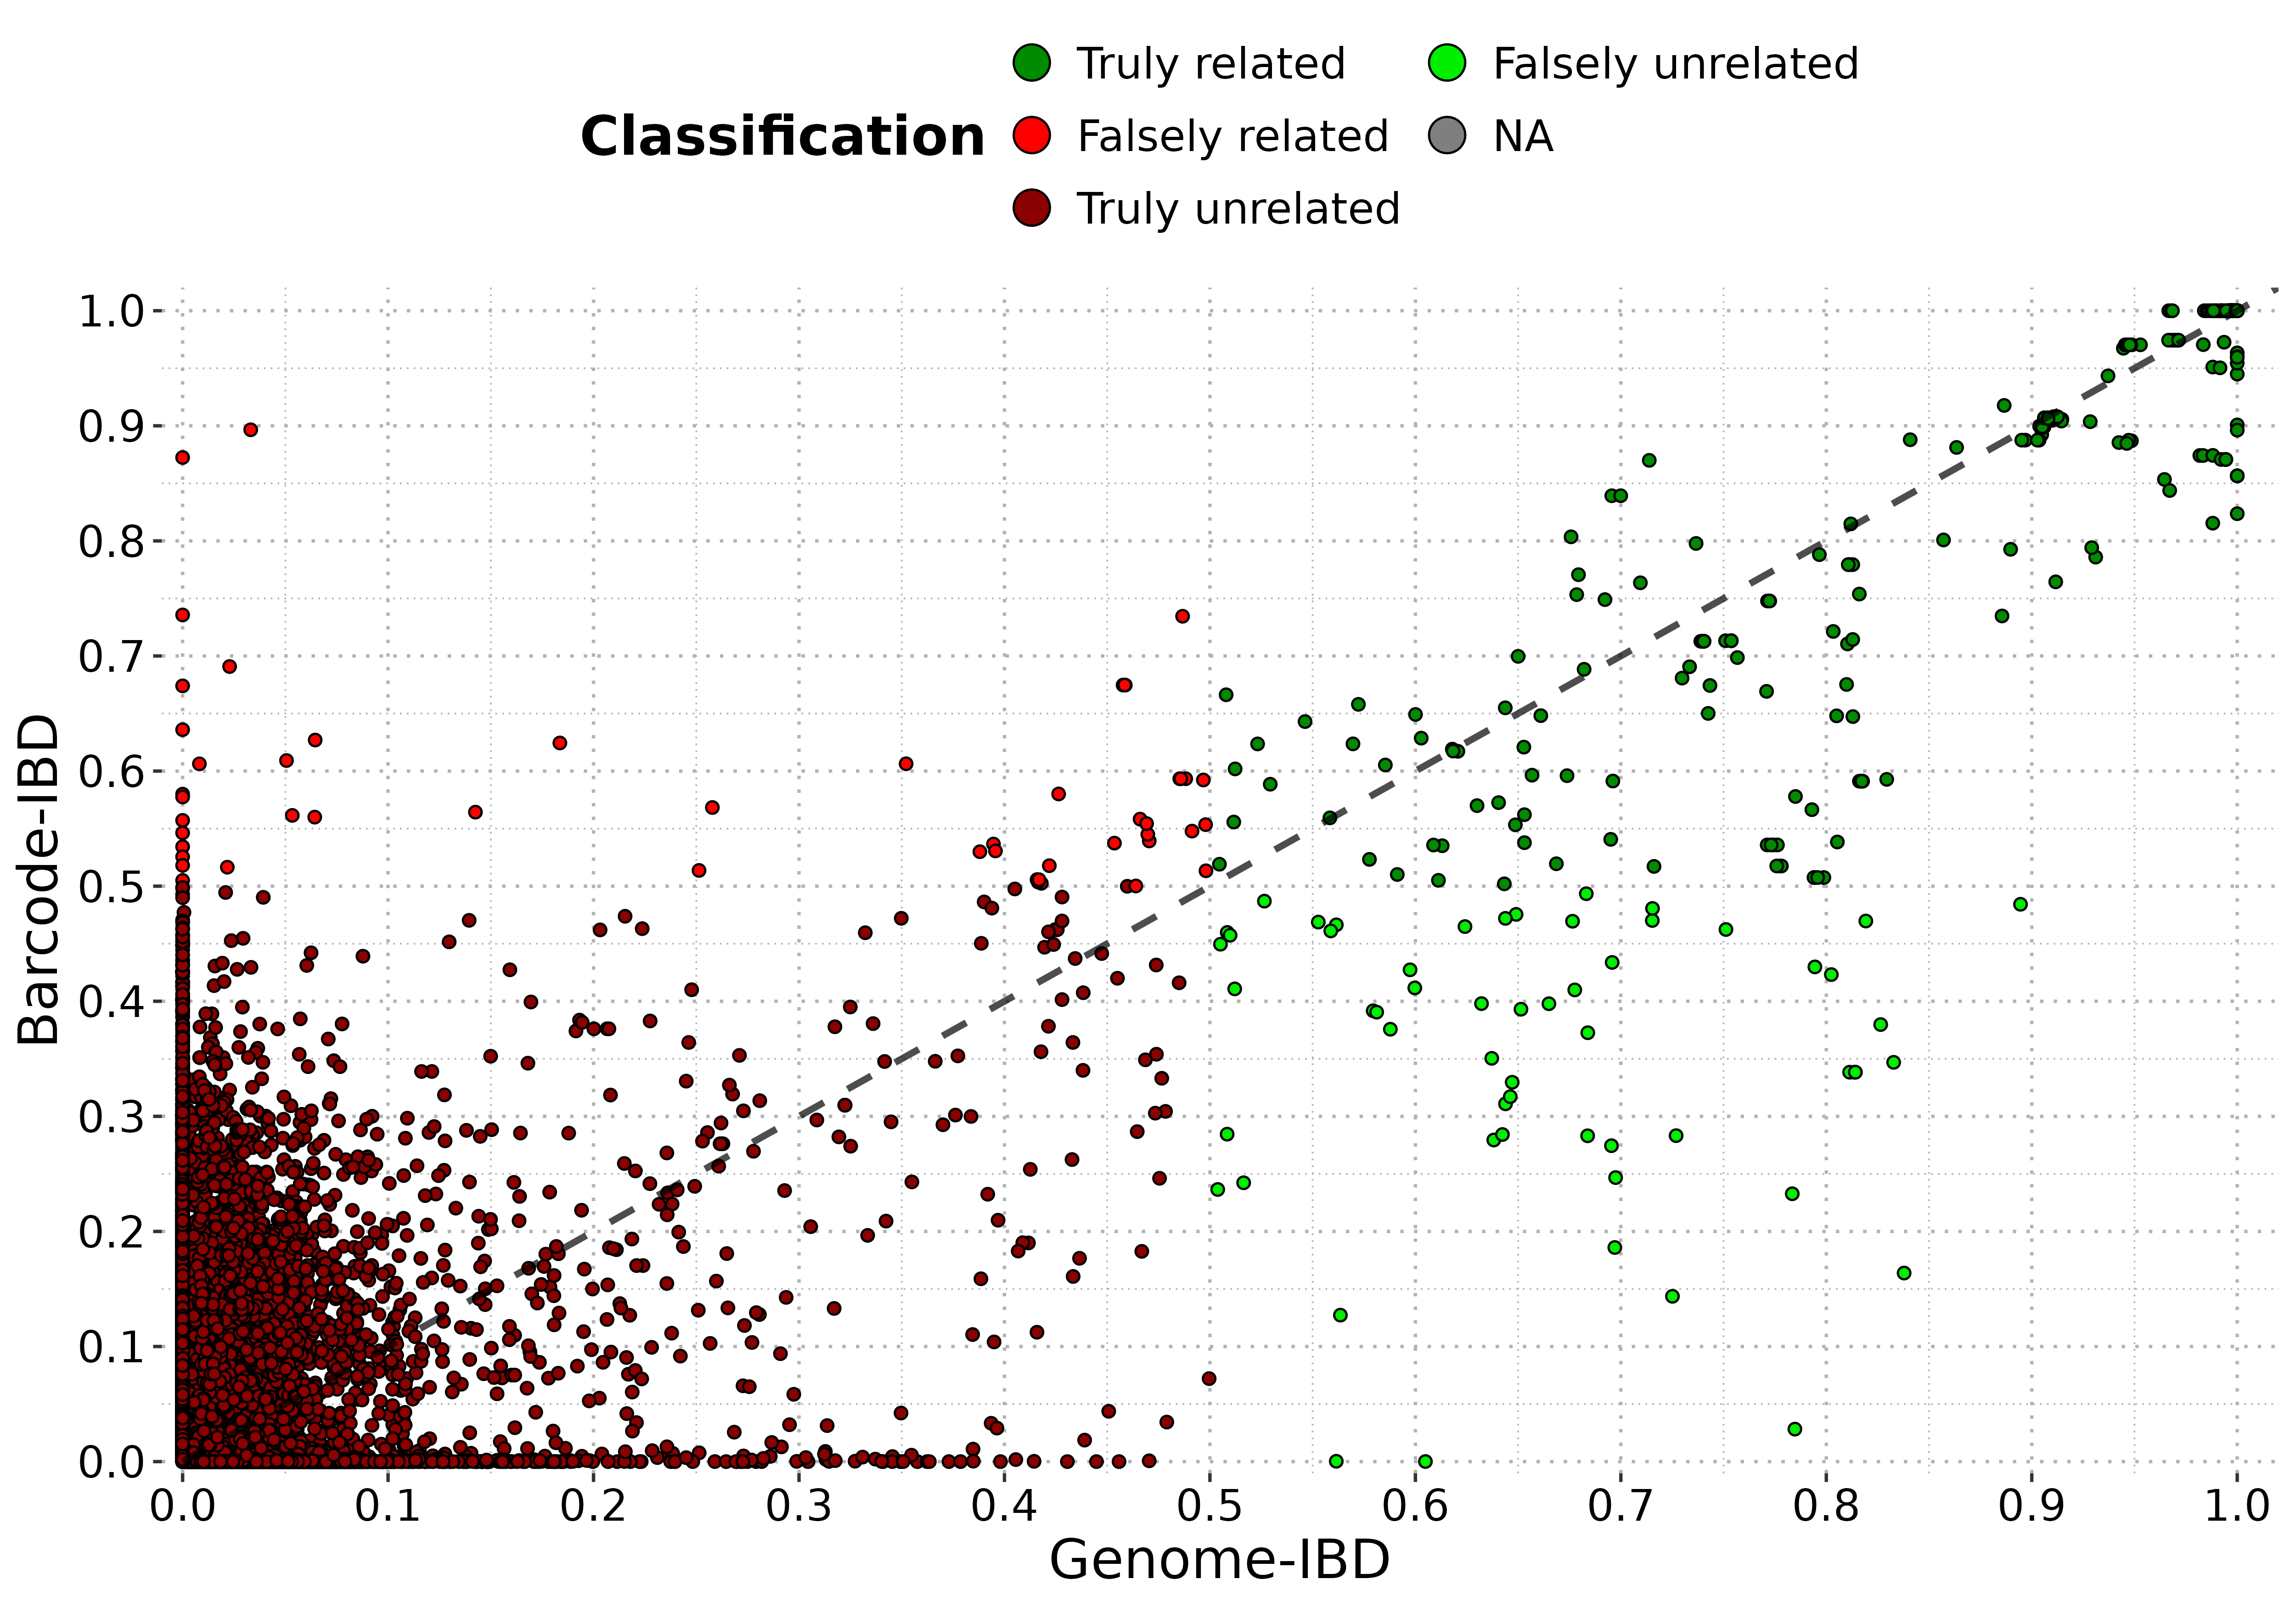 Truly related
Falsely unrelated
Classification
Falsely related
NA
Truly unrelated
1.0
0.9
0.8
0.7
0.6
0.5
0.4
0.3
0.2
0.1
0.0
Barcode-IBD
0.0 0.1 0.2 0.3 0.4 0.5 0.6 0.7 0.8 0.9 1.0
Genome-IBD